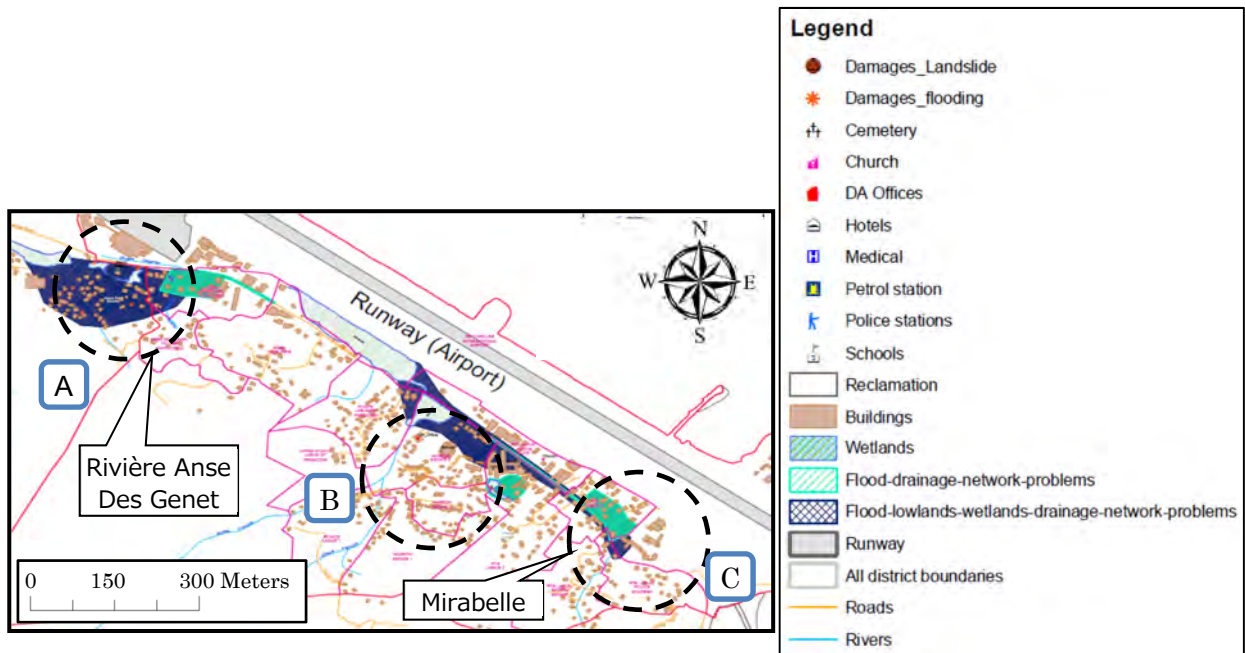 Legend
Damages_Landslide
Damages_flooding
Cemetery
Church
DA Offices
Hotels
Medical
Petrol station
Police stations
Schools
Reclamation
Buildings
Wetlands
Flood-drainage-network-problems
Flood-lowlands-wetlands-drainage-network-problems
Runway
All district boundaries
Roads
Rivers
N
W E
S
Runway (Airport)
A
Rivière Anse
Des Genet
B
C
Mirabelle
0 150 300 Meters